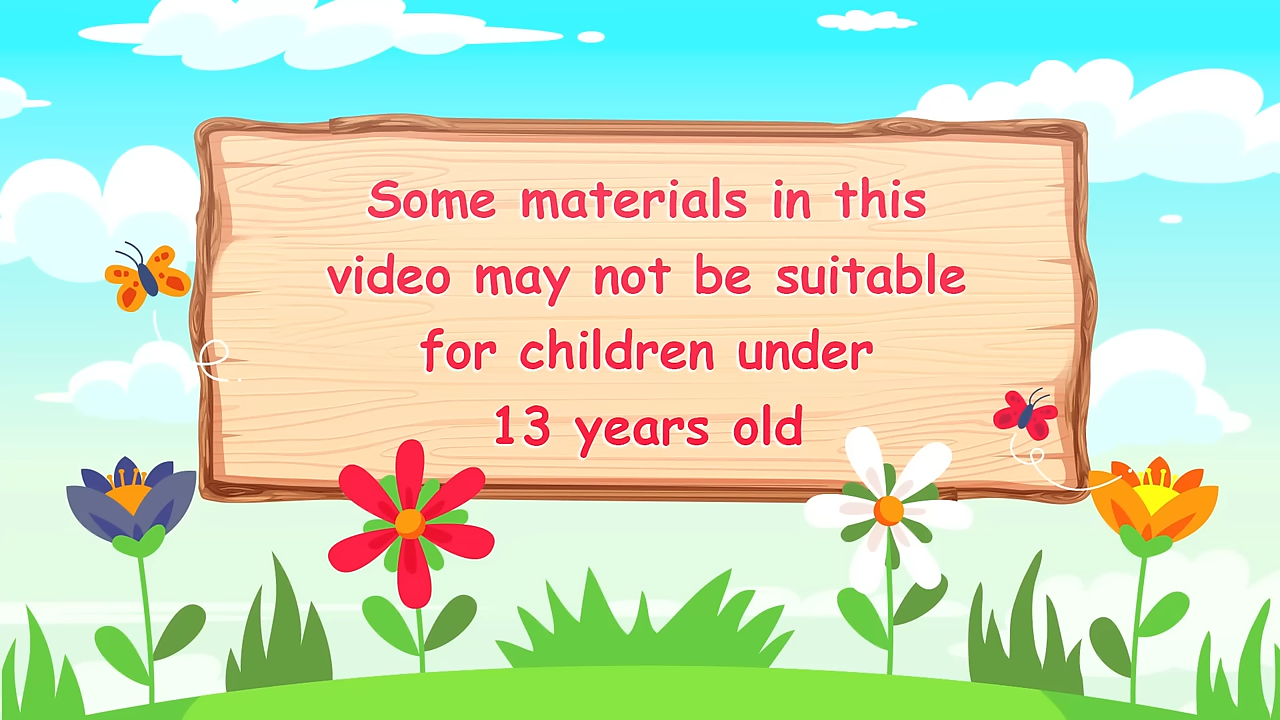 Some materials in this
video may not be suitable
for children under
13 years old